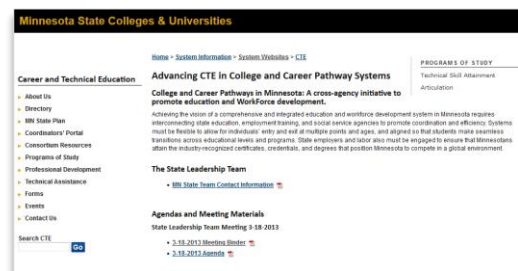 Minnesota State Colleges & Universities
Home > System Information > System Websites > CTE
Career and Technical Education
About Us
Directory
MN State Plan
Coordinators' Portal
Consortium Resources
Programs of Study
Professional Development
Technical Assistance
Forms
Events
Contact Us
Search CTE
Go
Advancing CTE in College and Career Pathway Systems
College and Career Pathways in Minnesota: A cross-agency initiative to
promote education and WorkForce development.
Achieving the vision of a comprehensive and integrated education and workforce development system in Minnesota requires
interconnecting state education, employment training, and social service agencies to promote coordination and efficiency. Systems
must be flexible to allow for individuals' entry and exit at multiple points and ages, and aligned so that students make seamless
transitions across educational levels and programs. State employers and labor also must be engaged to ensure that Minnesotans
attain the industry-recognized certificates, credentials, and degrees that position Minnesota to compete in a global environment.
The State Leadership Team
MN State Team Contact Information
Agendas and Meeting Materials
State Leadership Team Meeting 3-18-2013
3-18-2013 Meeting Binder
3-18-2013 Agenda
PROGRAMS OF STUDY
Technical Skill Attainment
Articulation